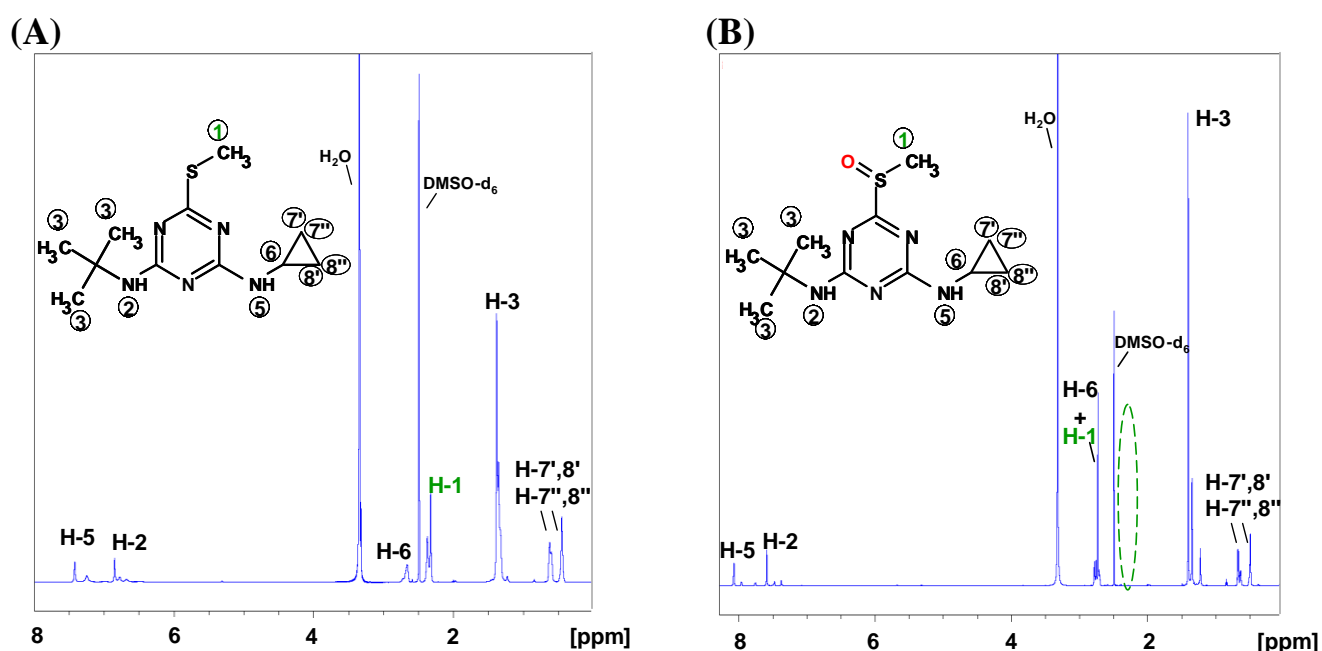 (A)
①
CH₃
S
H₂O
DMSO-d₆
③
③
H₃C
CH₃
N
N
7'
7''
⑥
8'
8''
H₃C
NH
N
NH
③
②
⑤
H-3
H-7',8'
H-7'',8''
H-1
H-5
H-2
H-6
8
6
4
2
[ppm]
(B)
①
O
CH₃
S
H₂O
H-3
③
③
H₃C
CH₃
N
N
7'
7''
⑥
8'
8''
H₃C
NH
N
NH
③
②
⑤
DMSO-d₆
H-6
+
H-1
H-7',8'
H-7'',8''
H-5
H-2
8
6
4
2
[ppm]